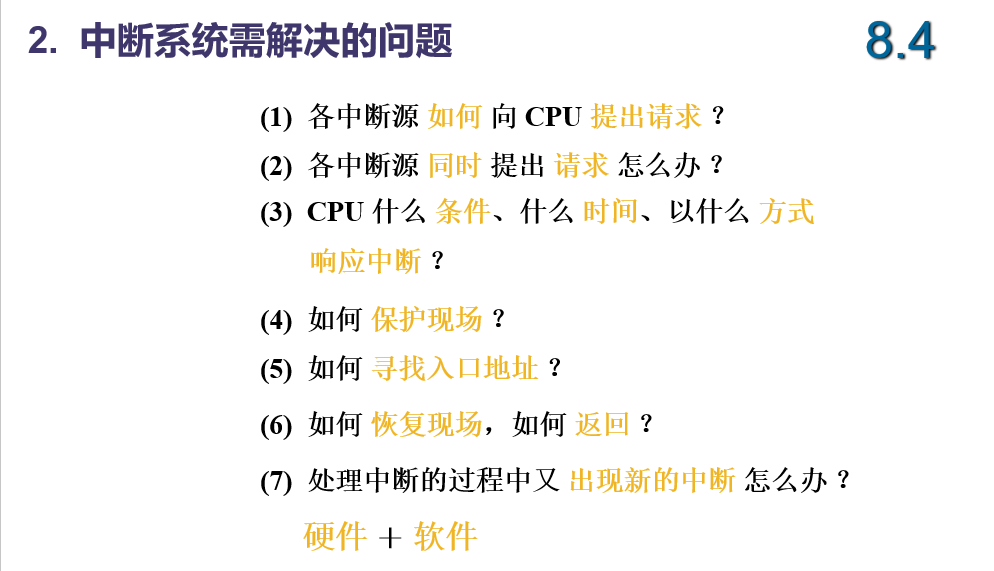 2. 中断系统需解决的问题
8.4
(1) 各中断源 如何 向 CPU 提出请求 ？
(2) 各中断源 同时 提出 请求 怎么办 ？
(3) CPU 什么 条件、什么 时间、以什么 方式
响应中断 ？
(4) 如何 保护现场 ？
(5) 如何 寻找入口地址 ？
(6) 如何 恢复现场，如何 返回 ？
(7) 处理中断的过程中又 出现新的中断 怎么办 ？
硬件 ＋ 软件